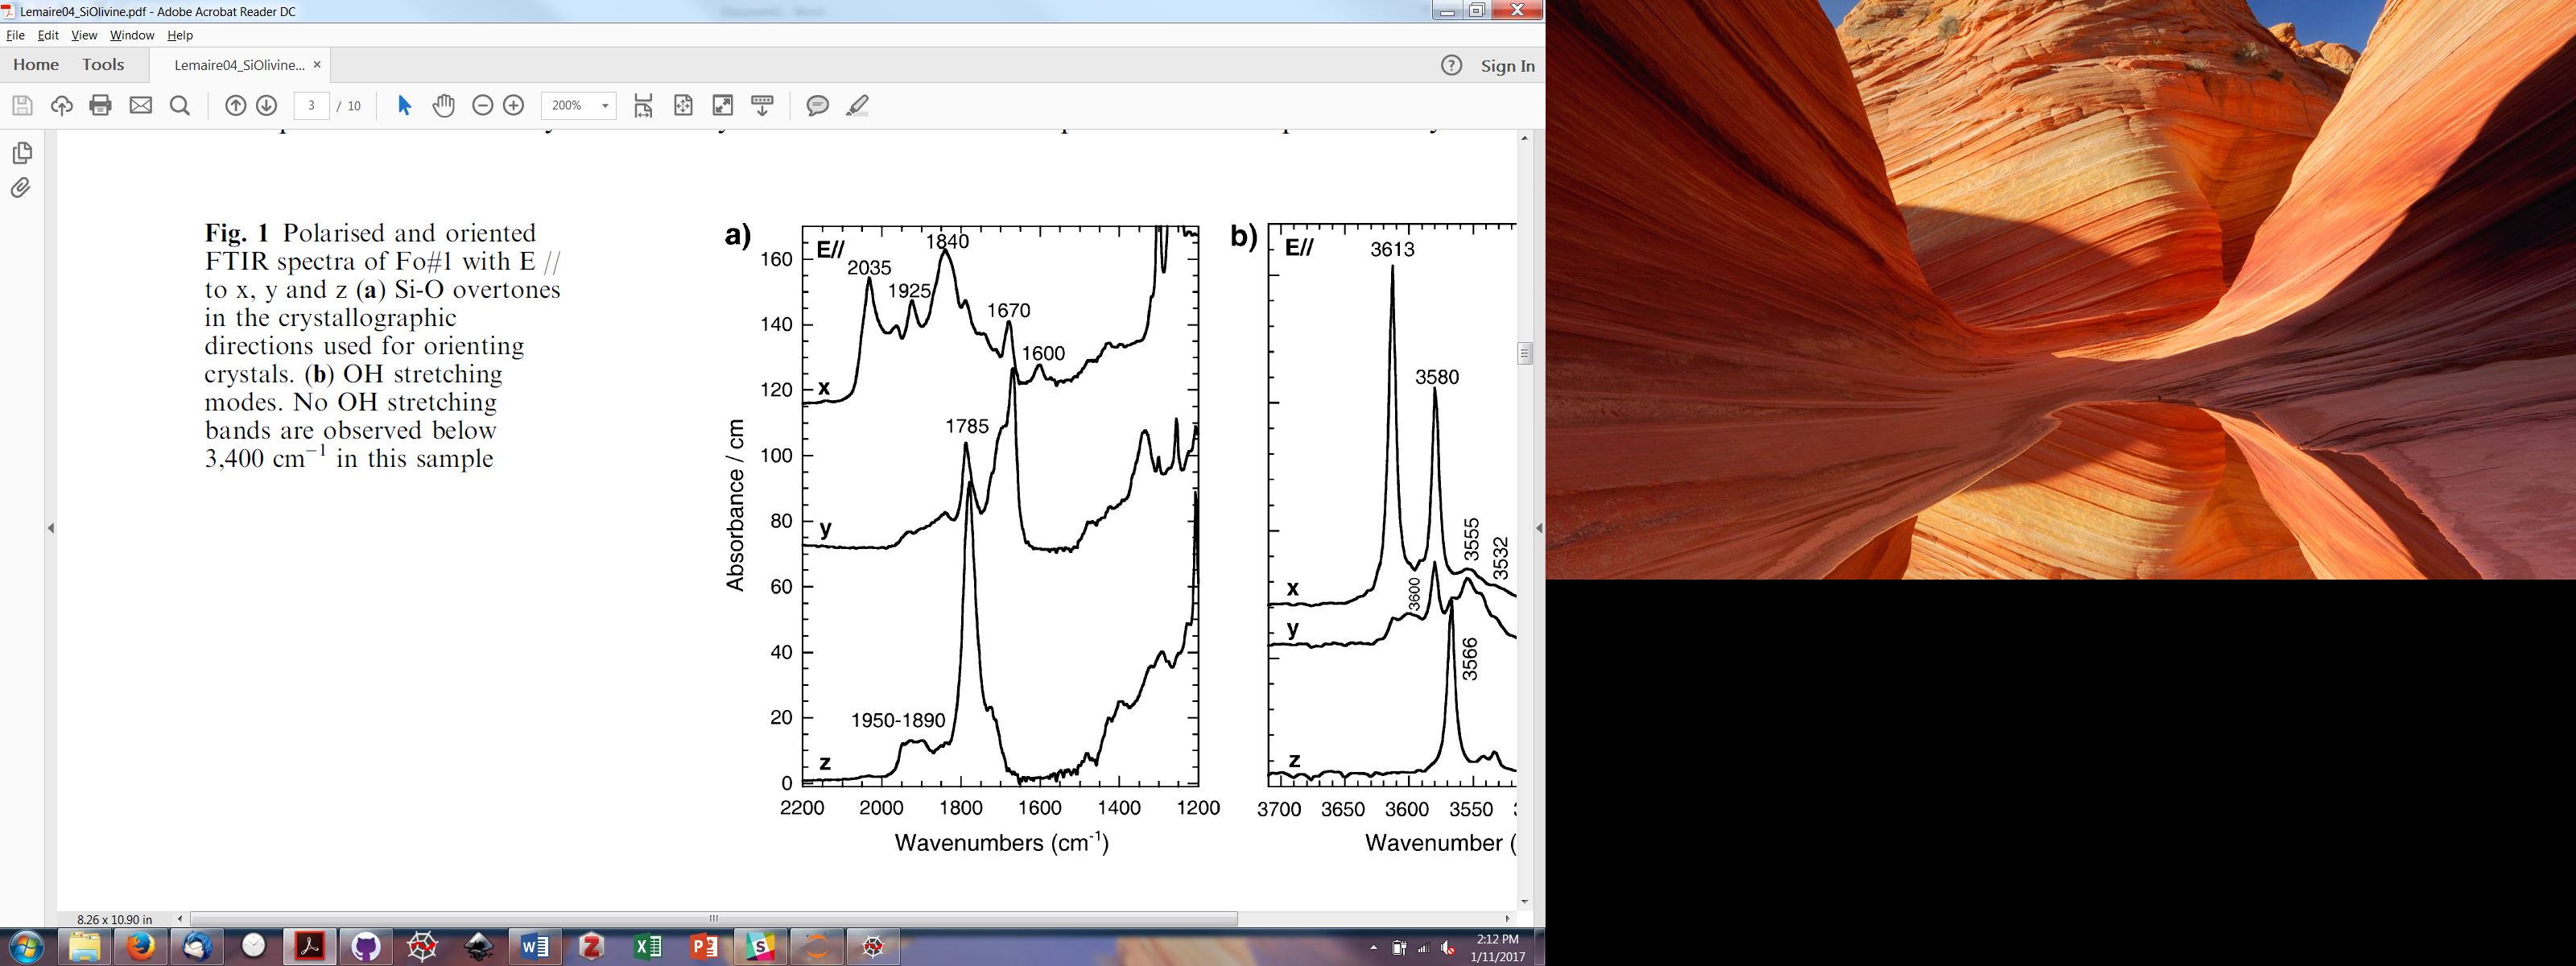 Lemaire04_SiOlivine.pdf - Adobe Acrobat Reader DC
File Edit View Window Help
Home Tools Lemaire04_SiOlivine... × ? Sign In
3 / 10 200%
Fig. 1 Polarised and oriented
FTIR spectra of Fo#1 with E //
to x, y and z (a) Si-O overtones
in the crystallographic
directions used for orienting
crystals. (b) OH stretching
modes. No OH stretching
bands are observed below
3,400 cm⁻¹ in this sample
a)
E//
2035
1925
1840
1670
1600
x
1785
y
1950-1890
z
160
140
120
100
80
60
40
20
0
Absorbance / cm
2200 2000 1800 1600 1400 1200
Wavenumbers (cm⁻¹)
b)
E//
3613
3580
3555
3532
x
3600
y
3566
z
3700 3650 3600 3550
Wavenumber (
8.26 x 10.90 in
2:12 PM
1/11/2017